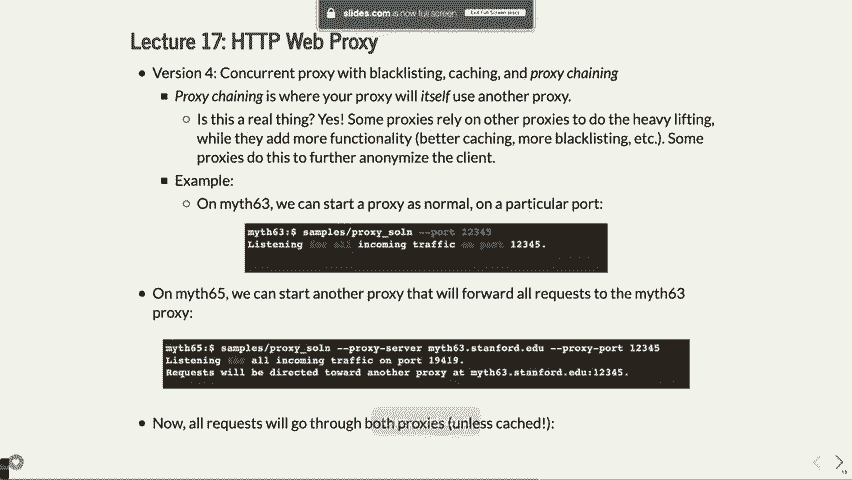 slides.com is now full screen
Lecture 17: HTTP Web Proxy
Version 4: Concurrent proxy with blacklisting, caching, and proxy chaining
Proxy chaining is where your proxy will itself use another proxy.
Is this a real thing? Yes! Some proxies rely on other proxies to do the heavy lifting,
while they add more functionality (better caching, more blacklisting, etc.). Some
proxies do this to further anonymize the client.
Example:
On myth63, we can start a proxy as normal, on a particular port:
myth63:$ samples/proxy_soln --port 12345
Listening for all incoming traffic on port 12345.
On myth65, we can start another proxy that will forward all requests to the myth63
proxy:
myth65:$ samples/proxy_soln --proxy-server myth63.stanford.edu --proxy-port 12345
Listening for all incoming traffic on port 19419.
Requests will be directed toward another proxy at myth63.stanford.edu:12345.
Now, all requests will go through both proxies (unless cached!):